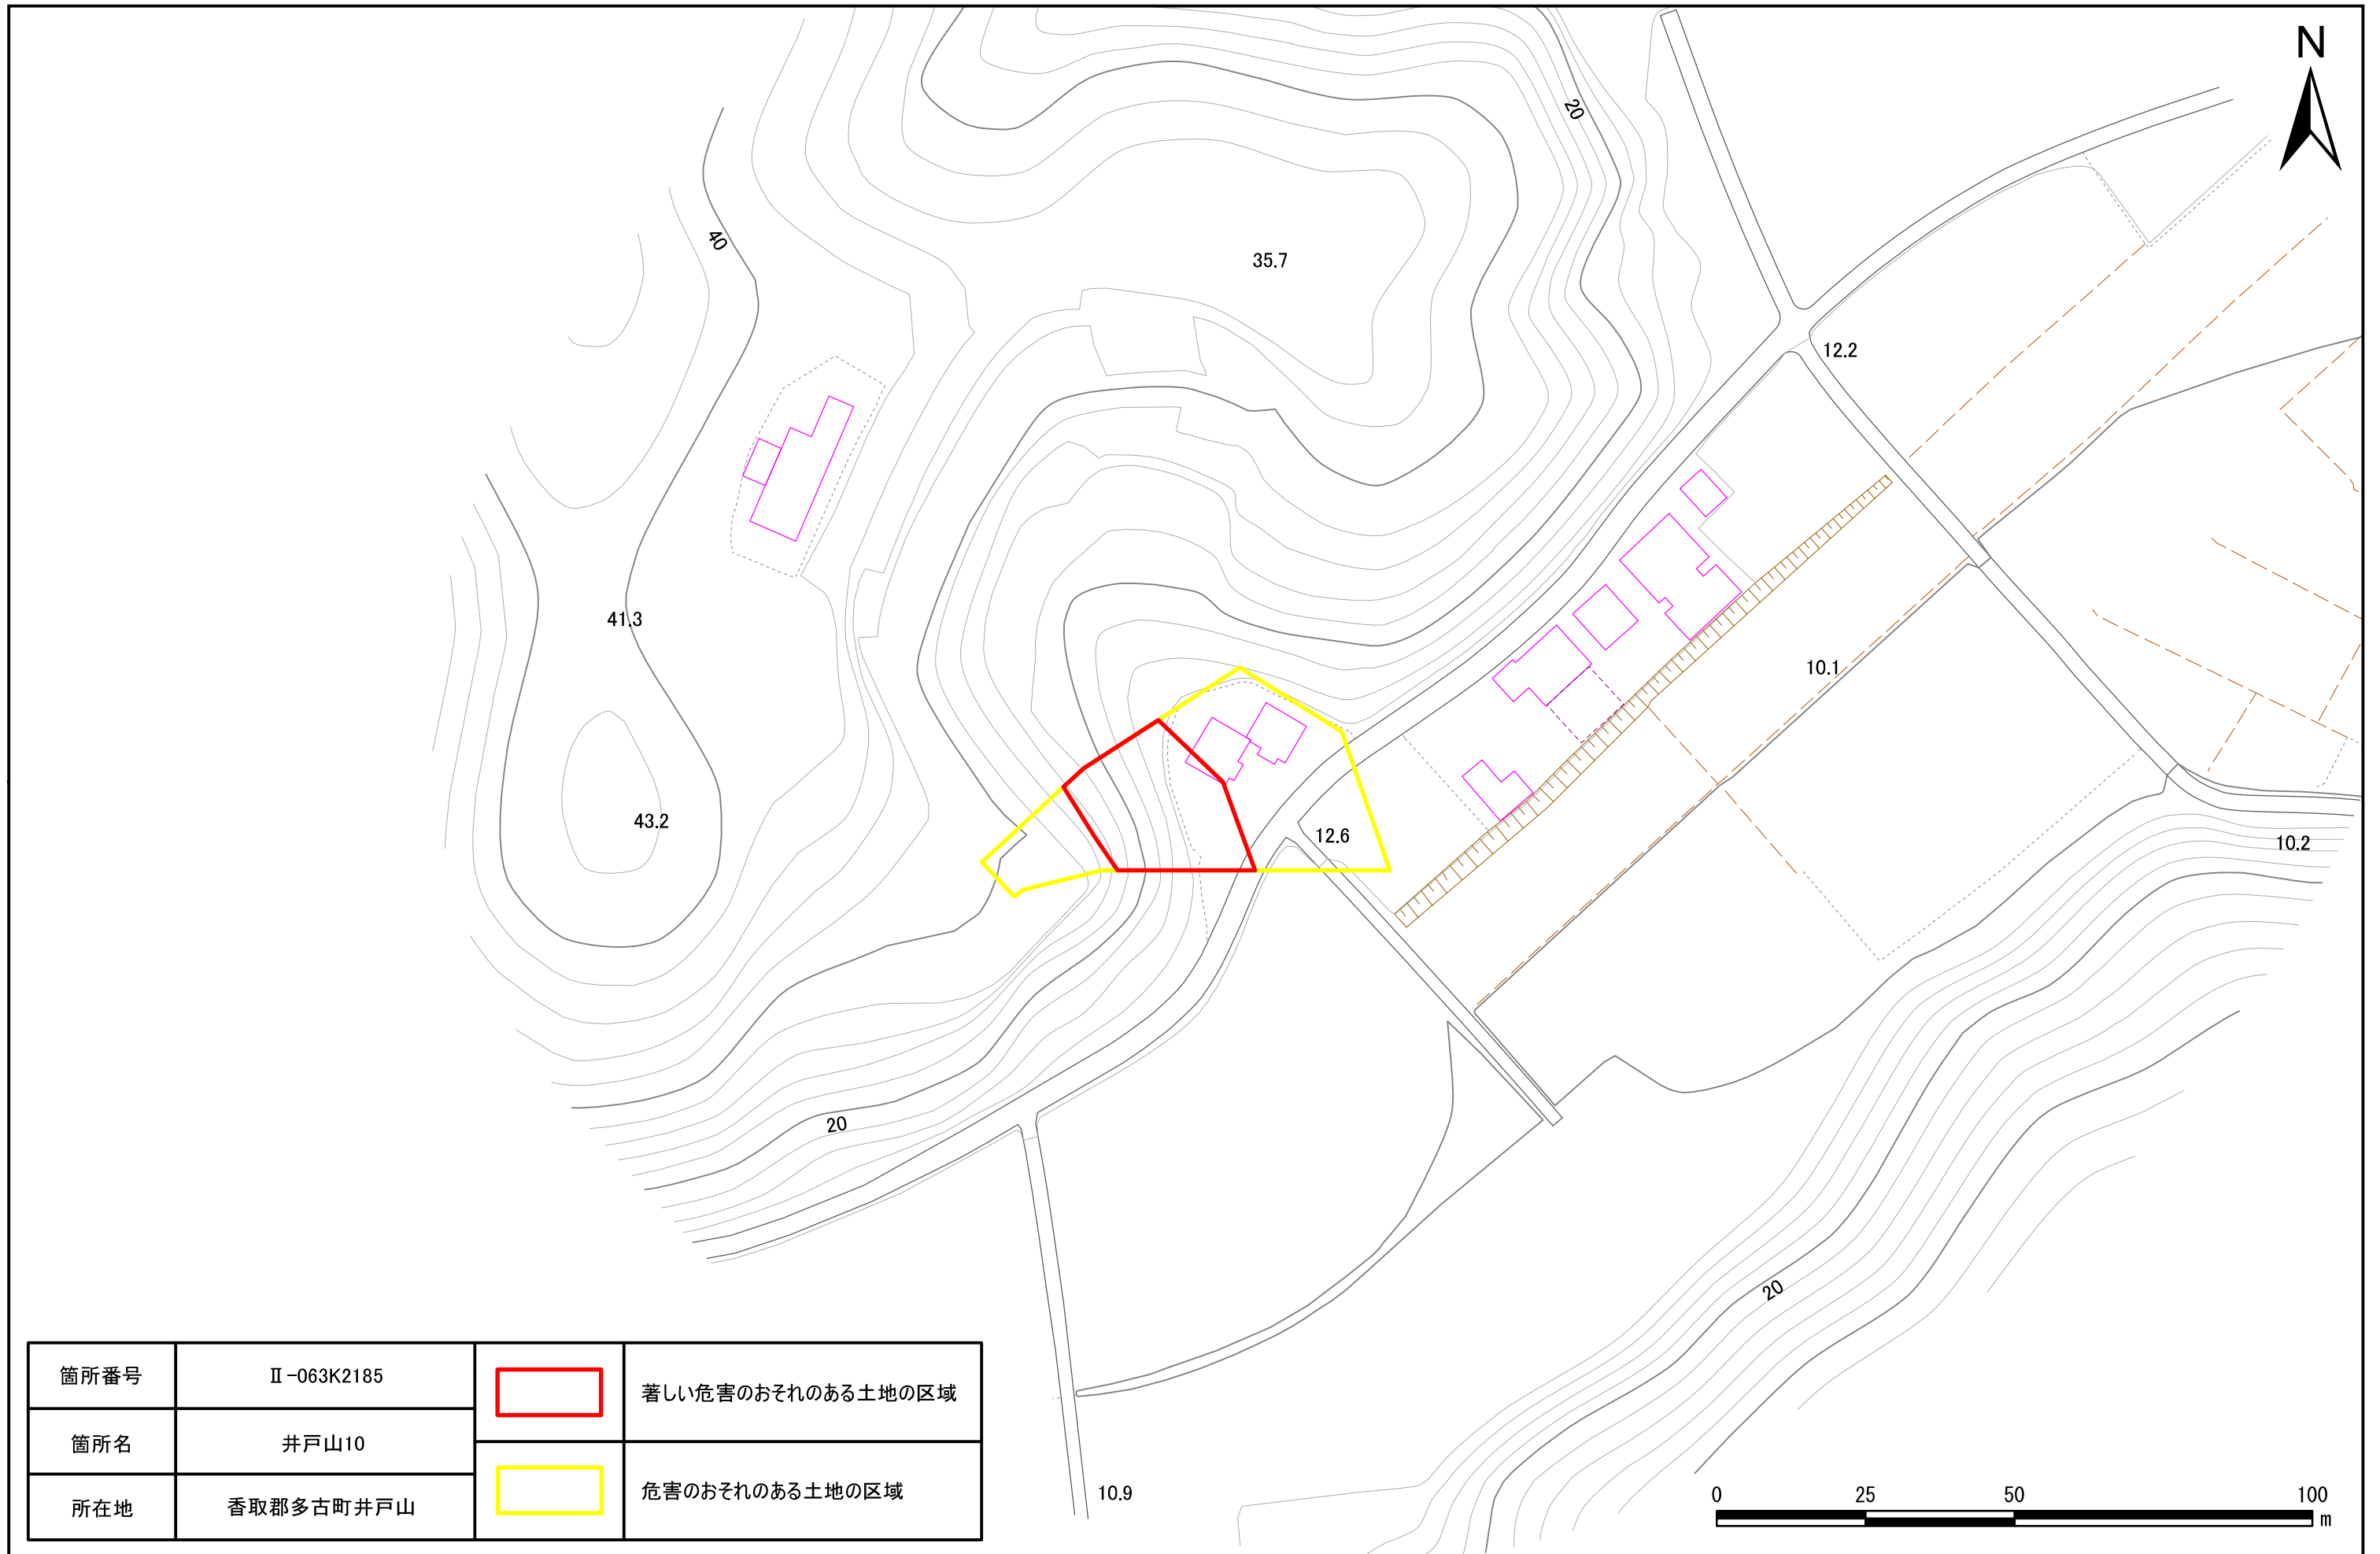 N
20
40
35.7
12.2
41.3
10.1
43.2
12.6
10.2
20
20
箇所番号 Ⅱ-063K2185
箇所名 井戸山10
所在地 香取郡多古町井戸山
著しい危害のおそれのある土地の区域
危害のおそれのある土地の区域
10.9
0 25 50 100
m